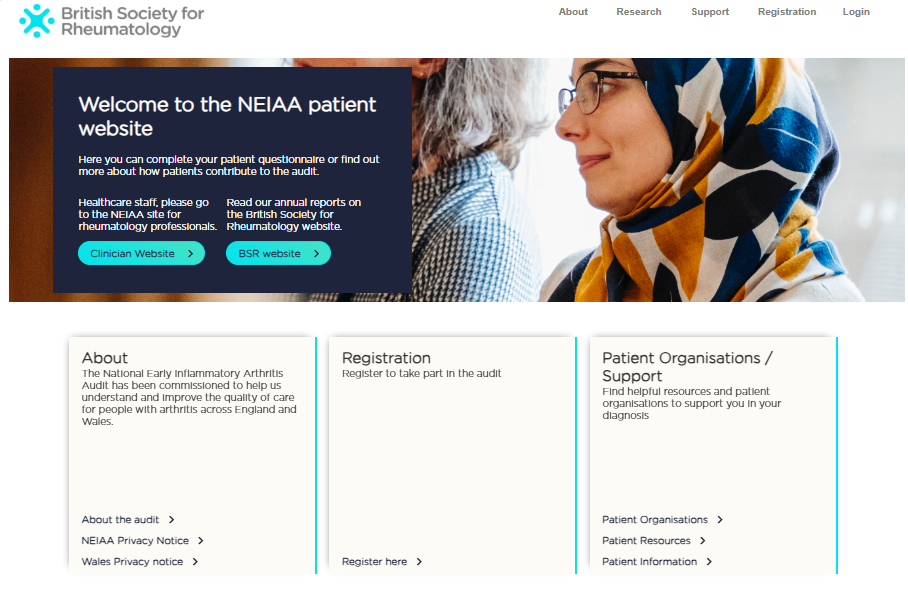 British Society for
Rheumatology
About Research Support Registration Login
Welcome to the NEIAA patient
website
Here you can complete your patient questionnaire or find out
more about how patients contribute to the audit.
Healthcare staff, please go
to the NEIAA site for
rheumatology professionals.
Clinician Website
Read our annual reports on
the British Society for
Rheumatology website.
BSR website
About
The National Early Inflammatory Arthritis
Audit has been commissioned to help us
understand and improve the quality of care
for people with arthritis across England and
Wales.
About the audit
NEIAA Privacy Notice
Wales Privacy notice
Registration
Register to take part in the audit
Register here
Patient Organisations /
Support
Find helpful resources and patient
organisations to support you in your
diagnosis
Patient Organisations
Patient Resources
Patient Information